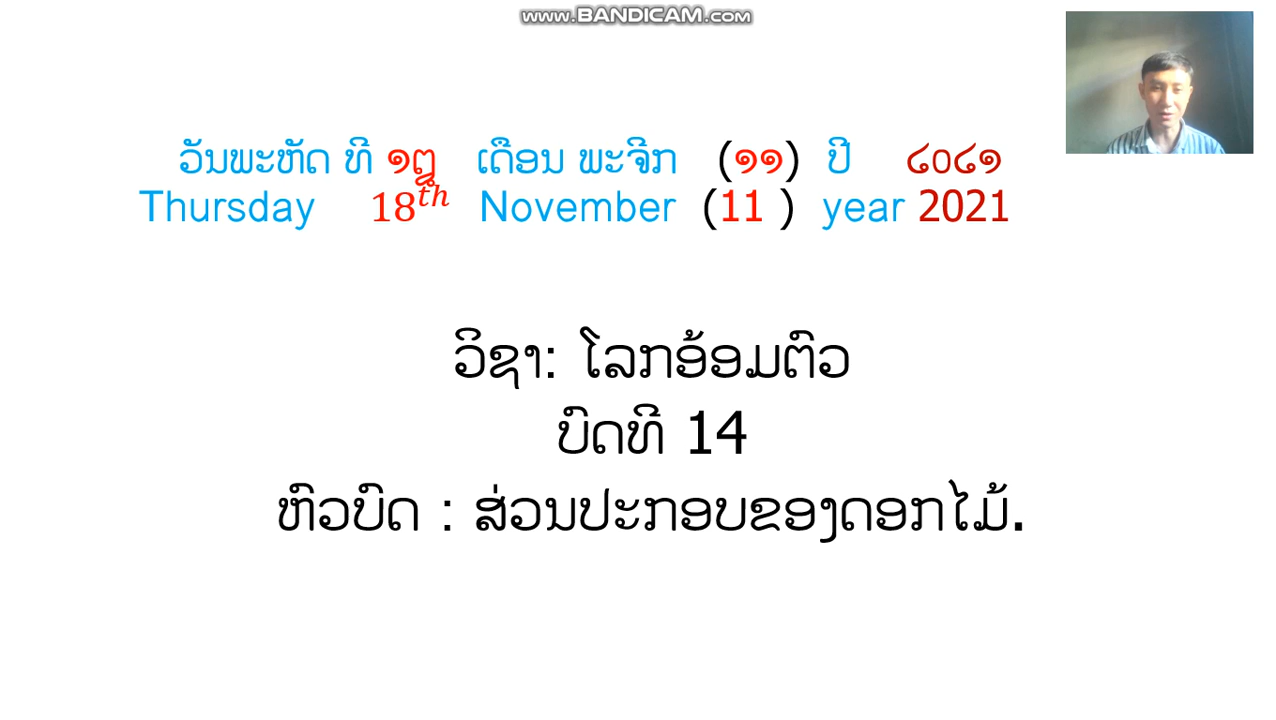 www.BANDICAM.com
ວັນພະຫັດ ທີ ໑໘ ເດືອນ ພະຈິກ (໑໑) ປີ ໒໐໒໑
Thursday 18th November (11 ) year 2021
ວິຊາ: ໂລກອ້ອມຕົວ
ບົດທີ 14
ຫົວບົດ : ສ່ວນປະກອບຂອງດອກໄມ້.